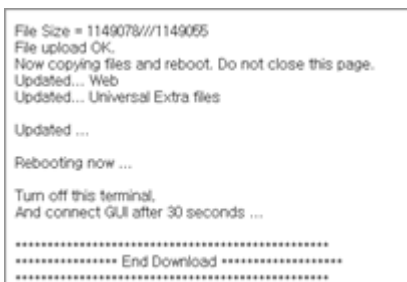 File Size = 1149078///1149055
File upload OK.
Now copying files and reboot. Do not close this page.
Updated... Web
Updated... Universal Extra files
Updated ...
Rebooting now ...
Turn off this terminal.
And connect GUI after 30 seconds ...
*************************************************
**************** End Download *******************
*************************************************